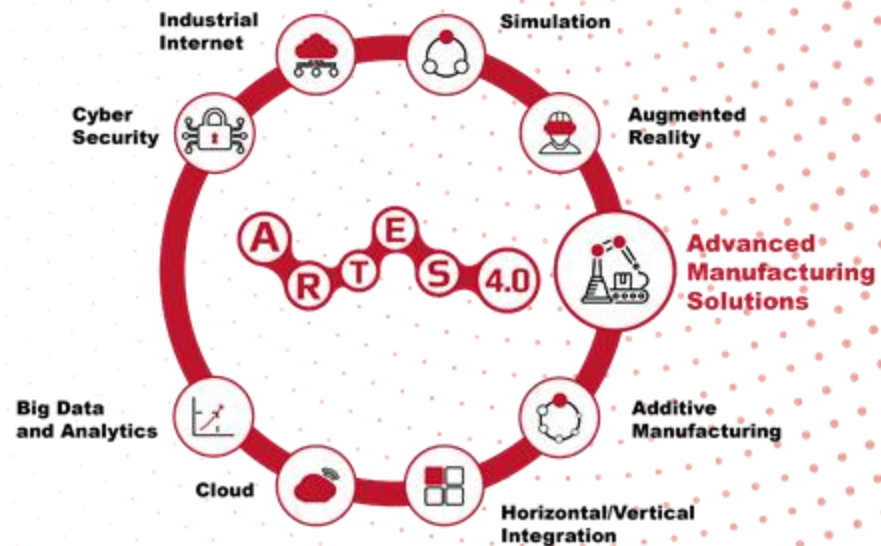 Industrial
Internet
Simulation
Cyber
Security
Augmented
Reality
ARTES 4.0
Advanced
Manufacturing
Solutions
Big Data
and Analytics
Additive
Manufacturing
Cloud
Horizontal/Vertical
Integration